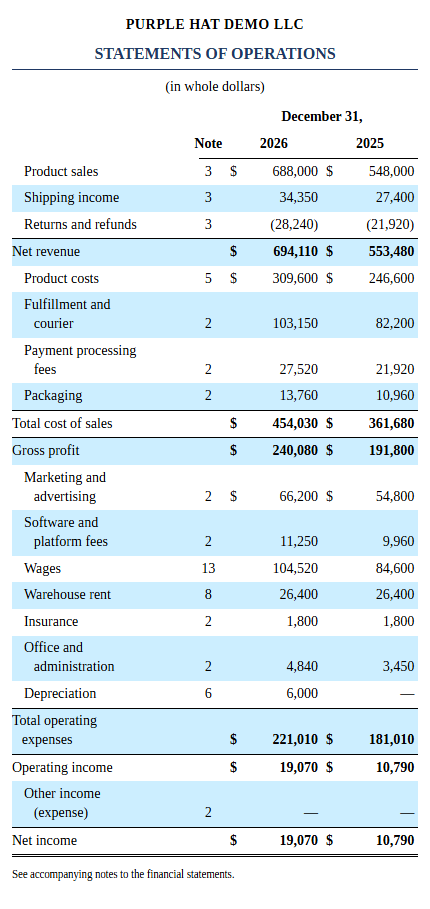 PURPLE HAT DEMO LLC
STATEMENTS OF OPERATIONS
(in whole dollars)
December 31,
Note 2026 2025
Product sales 3 $ 688,000 $ 548,000
Shipping income 3 34,350 27,400
Returns and refunds 3 (28,240) (21,920)
Net revenue $ 694,110 $ 553,480
Product costs 5 $ 309,600 $ 246,600
Fulfillment and
courier 2 103,150 82,200
Payment processing
fees 2 27,520 21,920
Packaging 2 13,760 10,960
Total cost of sales $ 454,030 $ 361,680
Gross profit $ 240,080 $ 191,800
Marketing and
advertising 2 $ 66,200 $ 54,800
Software and
platform fees 2 11,250 9,960
Wages 13 104,520 84,600
Warehouse rent 8 26,400 26,400
Insurance 2 1,800 1,800
Office and
administration 2 4,840 3,450
Depreciation 6 6,000 —
Total operating
expenses $ 221,010 $ 181,010
Operating income $ 19,070 $ 10,790
Other income
(expense) 2 — —
Net income $ 19,070 $ 10,790
See accompanying notes to the financial statements.